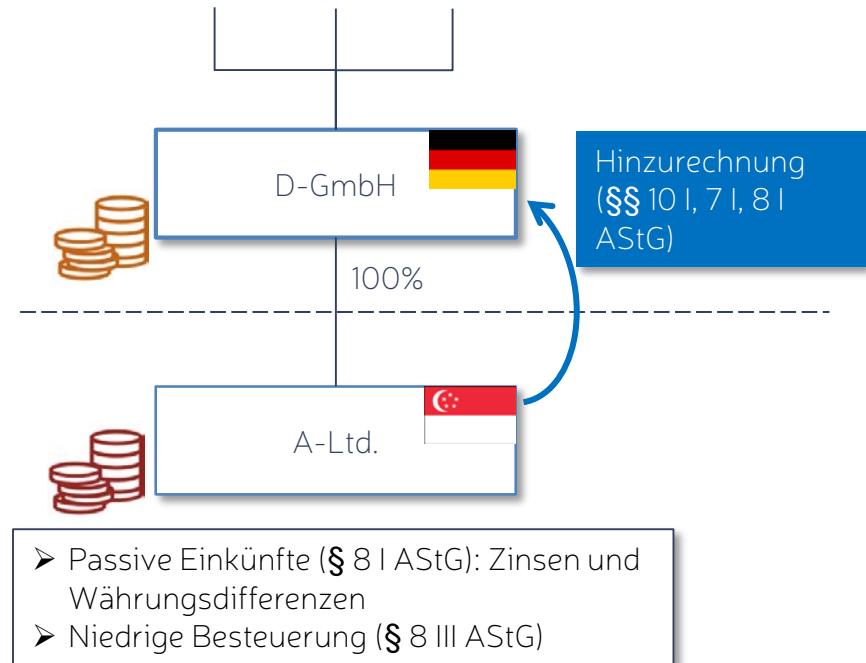 D-GmbH
Hinzurechnung
(§§ 10 I, 7 I, 8 I
AStG)
100%
A-Ltd.
➢ Passive Einkünfte (§ 8 I AStG): Zinsen und
Währungsdifferenzen
➢ Niedrige Besteuerung (§ 8 III AStG)